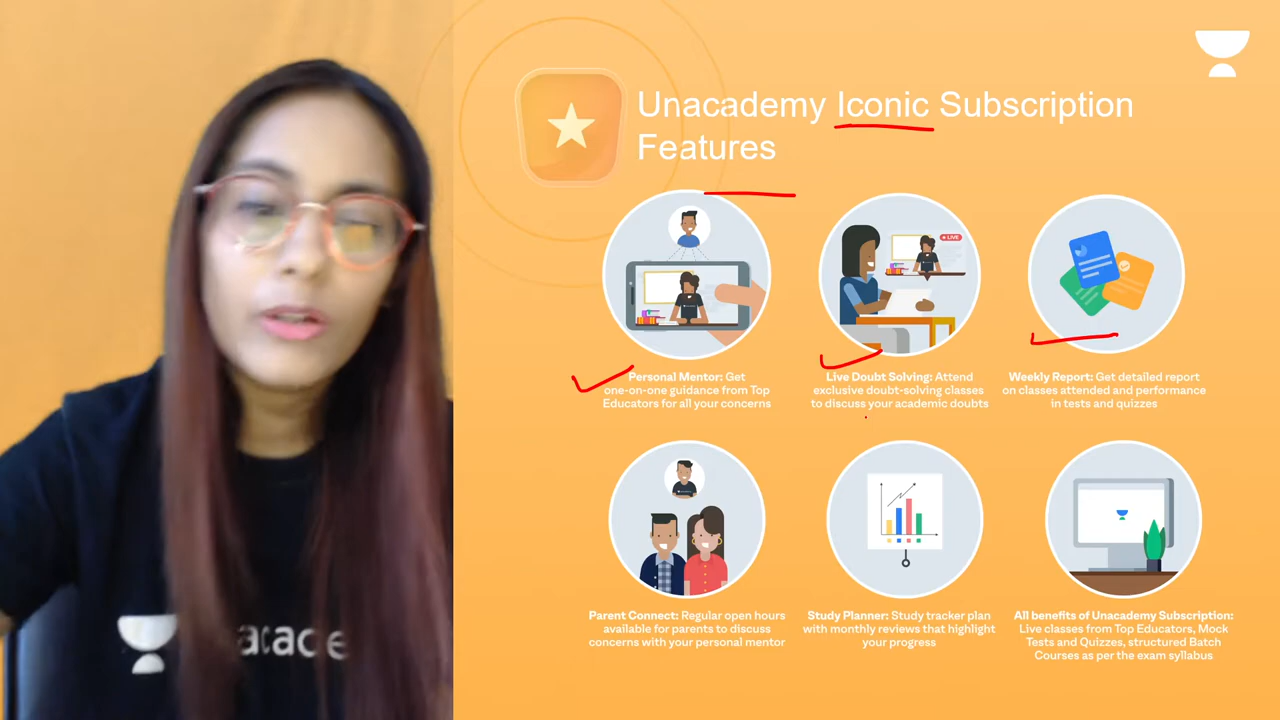 Unacademy Iconic Subscription
Features
LIVE
Personal Mentor: Get
one-on-one guidance from Top
Educators for all your concerns
Live Doubt Solving: Attend
exclusive doubt-solving classes
to discuss your academic doubts
Weekly Report: Get detailed report
on classes attended and performance
in tests and quizzes
Parent Connect: Regular open hours
available for parents to discuss
concerns with your personal mentor
Study Planner: Study tracker plan
with monthly reviews that highlight
your progress
All benefits of Unacademy Subscription:
Live classes from Top Educators, Mock
Tests and Quizzes, structured Batch
Courses as per the exam syllabus